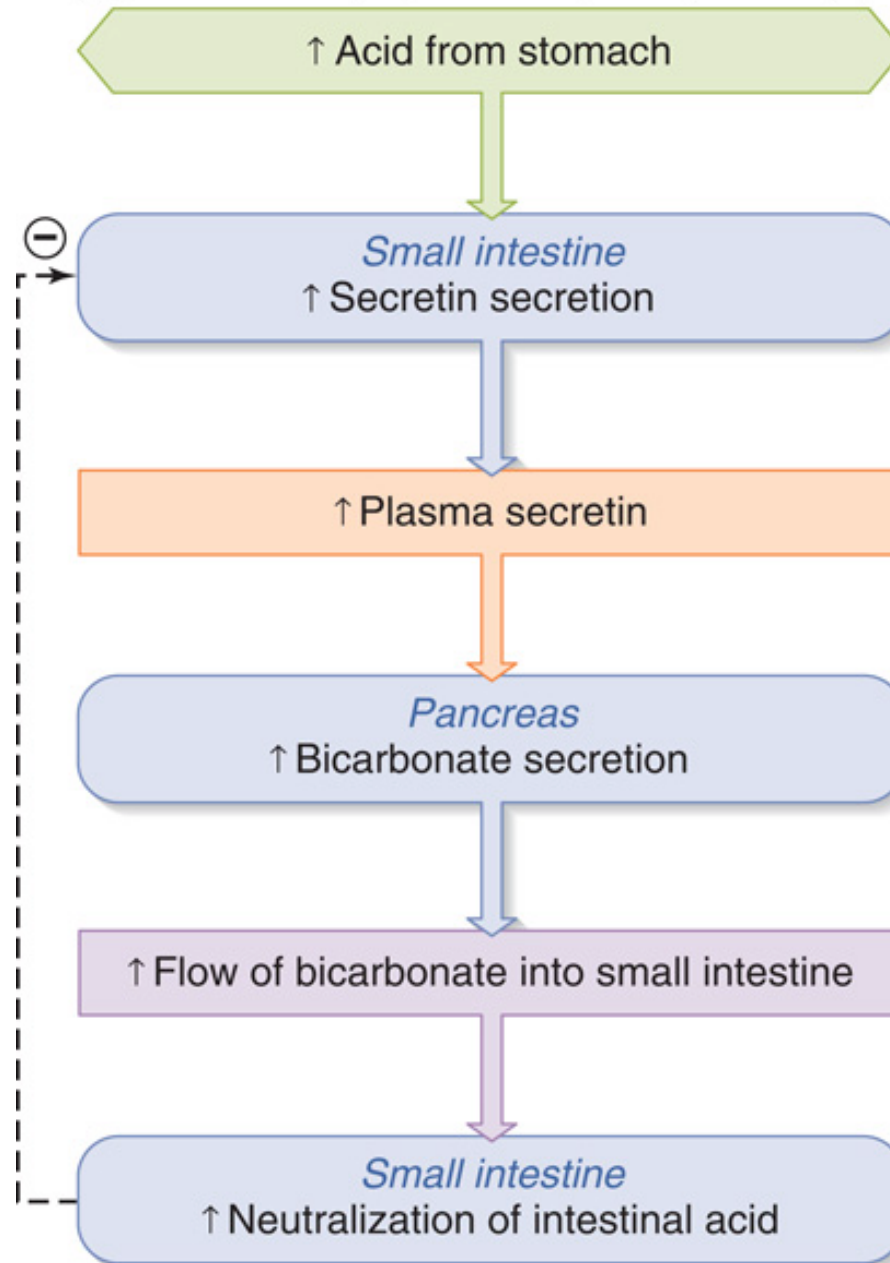 ↑ Acid from stomach
⊖
Small intestine
↑ Secretin secretion
↑ Plasma secretin
Pancreas
↑ Bicarbonate secretion
↑ Flow of bicarbonate into small intestine
Small intestine
↑ Neutralization of intestinal acid